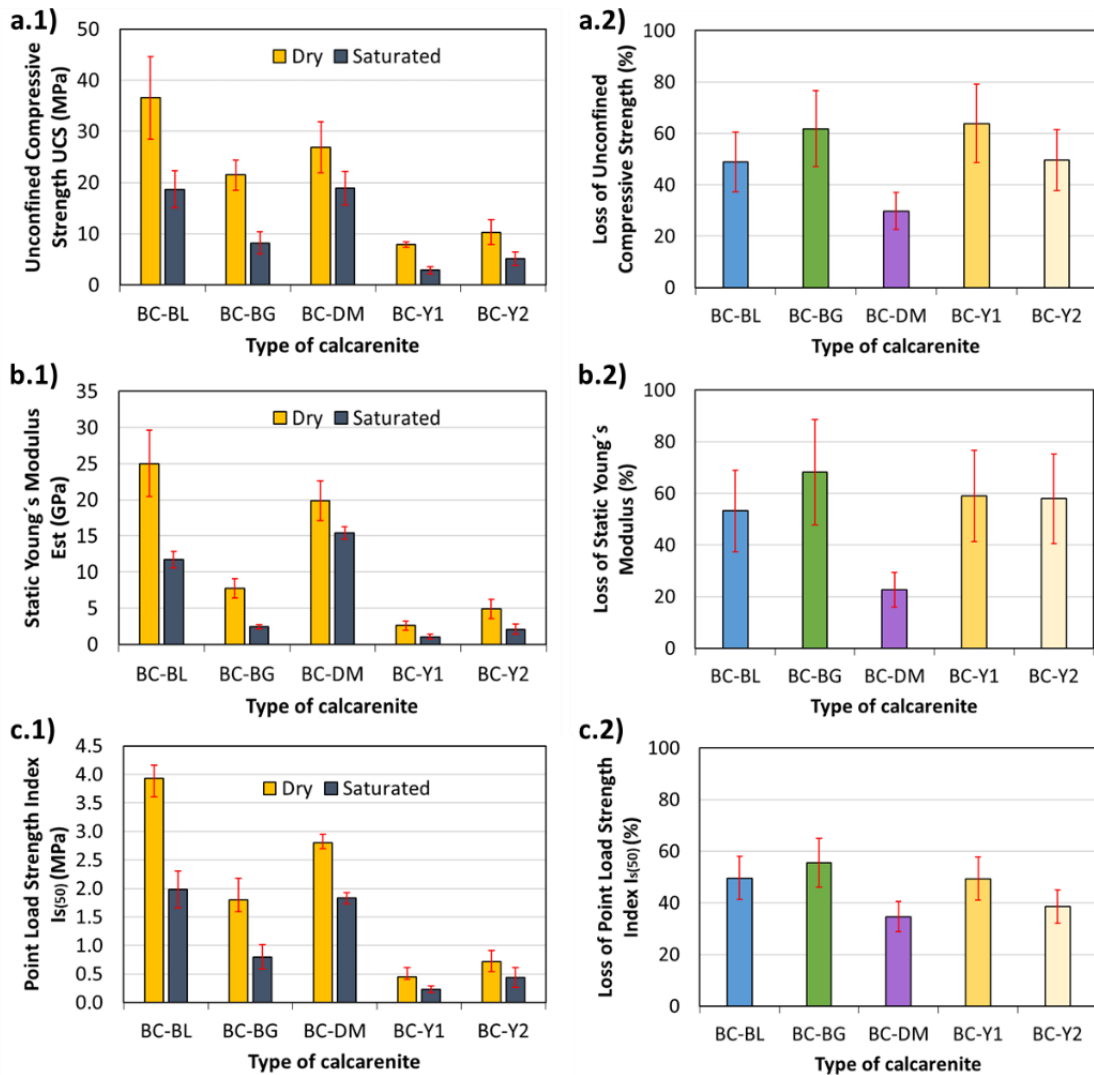 a.1)
Unconfined Compressive
Strength UCS (MPa)
50
40
30
20
10
0
Dry
Saturated
BC-BL
BC-BG
BC-DM
BC-Y1
BC-Y2
Type of calcarenite
a.2)
Loss of Unconfined
Compressive Strength (%)
100
80
60
40
20
0
BC-BL
BC-BG
BC-DM
BC-Y1
BC-Y2
Type of calcarenite
b.1)
Static Young´s Modulus
Est (GPa)
35
30
25
20
15
10
5
0
Dry
Saturated
BC-BL
BC-BG
BC-DM
BC-Y1
BC-Y2
Type of calcarenite
b.2)
Loss of Static Young´s
Modulus (%)
100
80
60
40
20
0
BC-BL
BC-BG
BC-DM
BC-Y1
BC-Y2
Type of calcarenite
c.1)
Point Load Strength Index
Is(50) (MPa)
4.5
4.0
3.5
3.0
2.5
2.0
1.5
1.0
0.5
0.0
Dry
Saturated
BC-BL
BC-BG
BC-DM
BC-Y1
BC-Y2
Type of calcarenite
c.2)
Loss of Point Load Strength
Index Is(50) (%)
100
80
60
40
20
0
BC-BL
BC-BG
BC-DM
BC-Y1
BC-Y2
Type of calcarenite